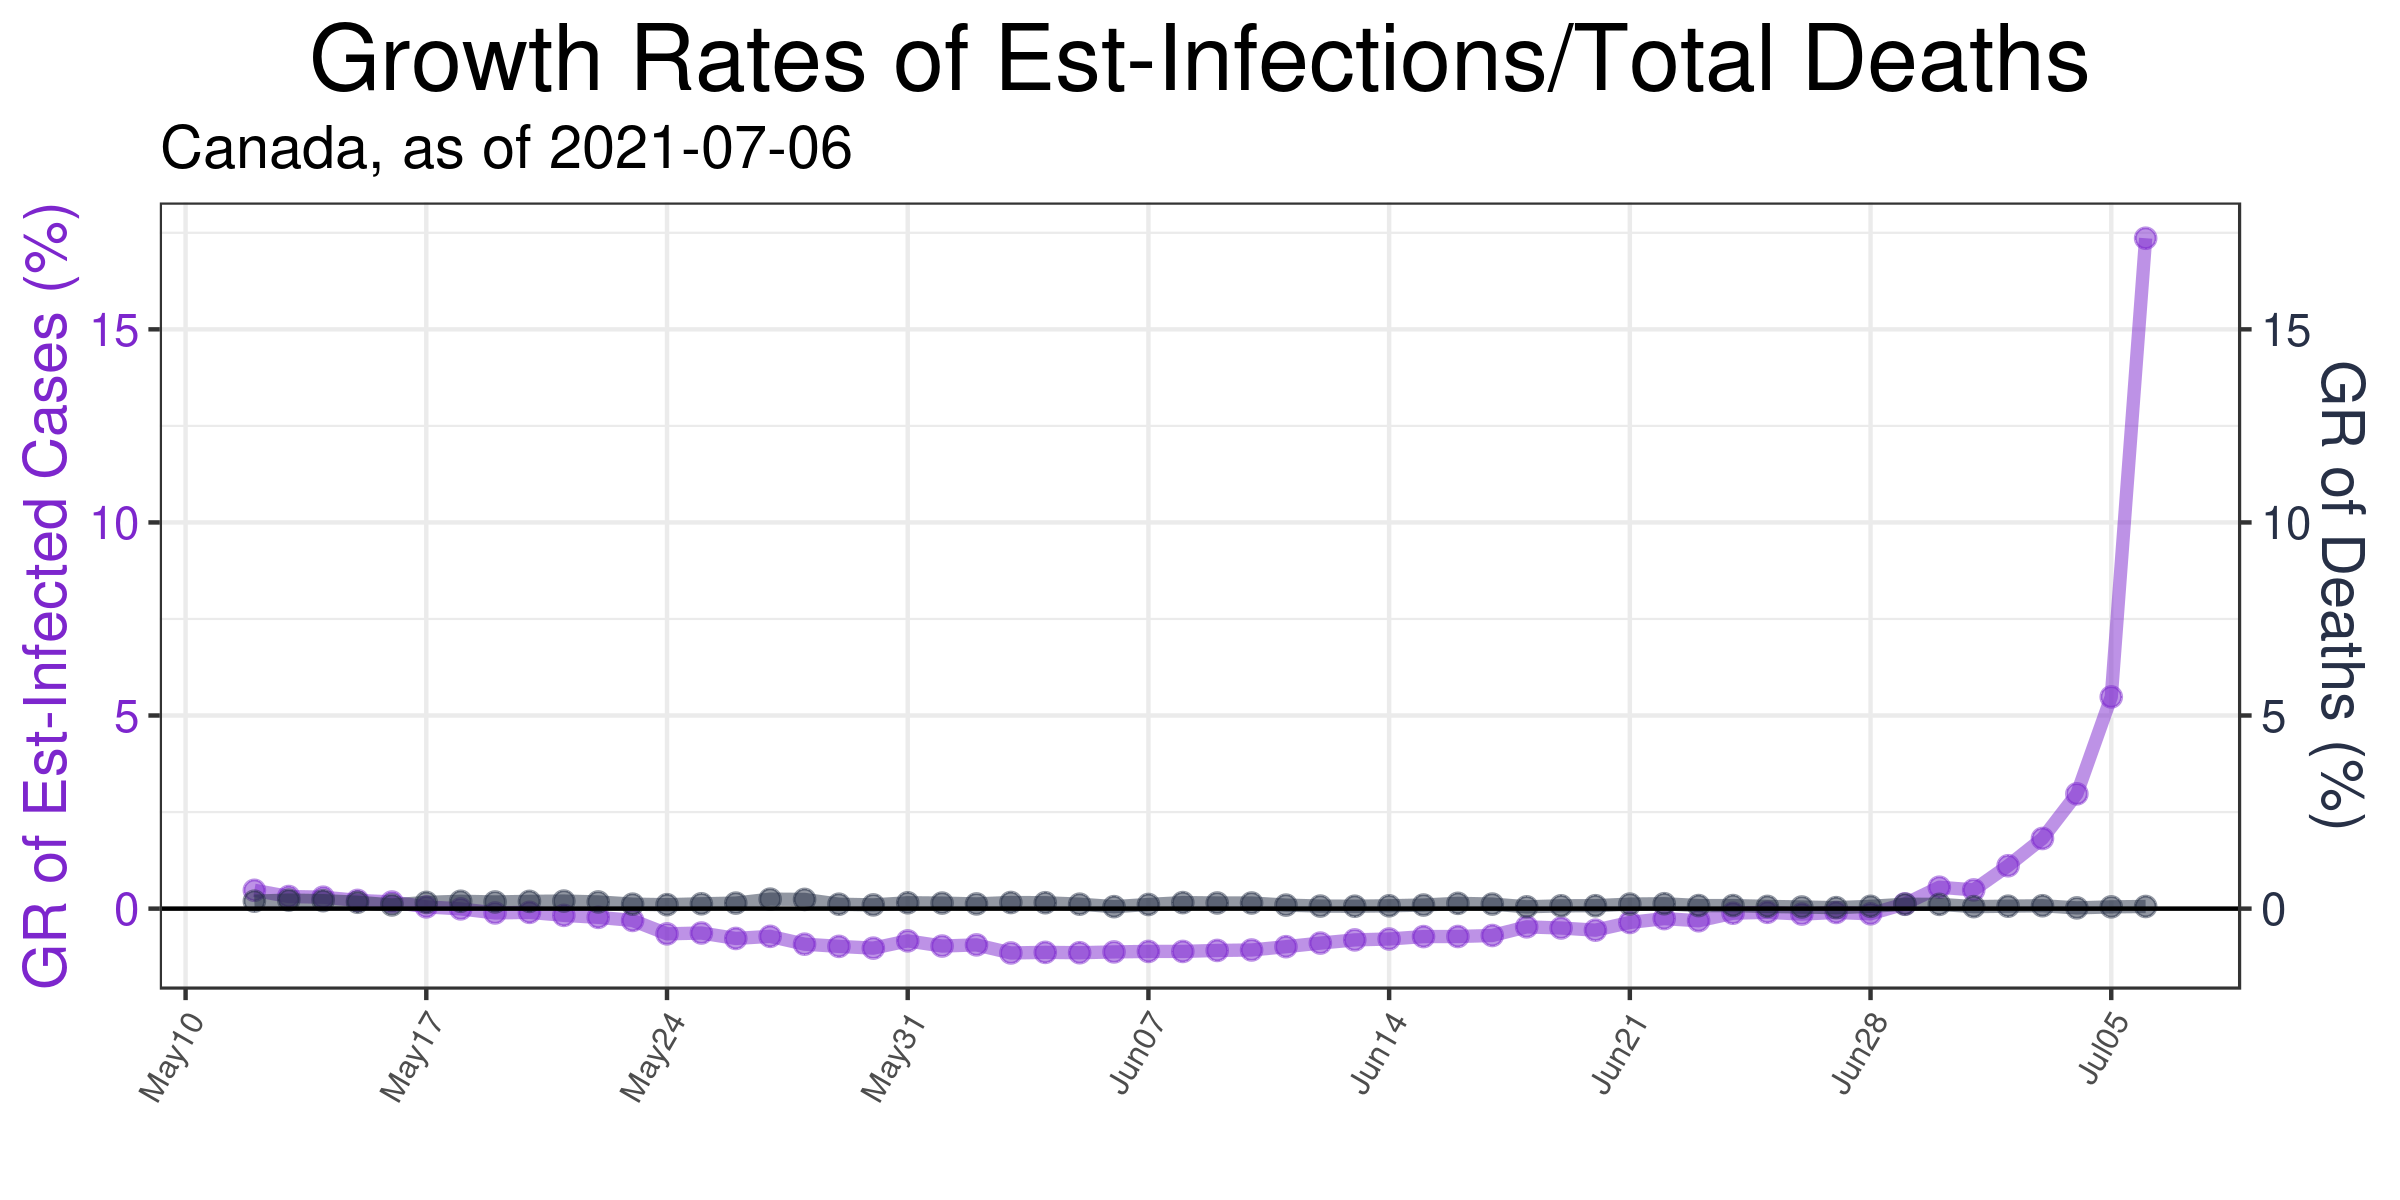 Growth Rates of Est-Infections/Total Deaths
Canada, as of 2021-07-06
GR of Est-Infected Cases (%)
15
10
5
0
15
10
5
0
GR of Deaths (%)
May10
May17
May24
May31
Jun07
Jun14
Jun21
Jun28
Jul05